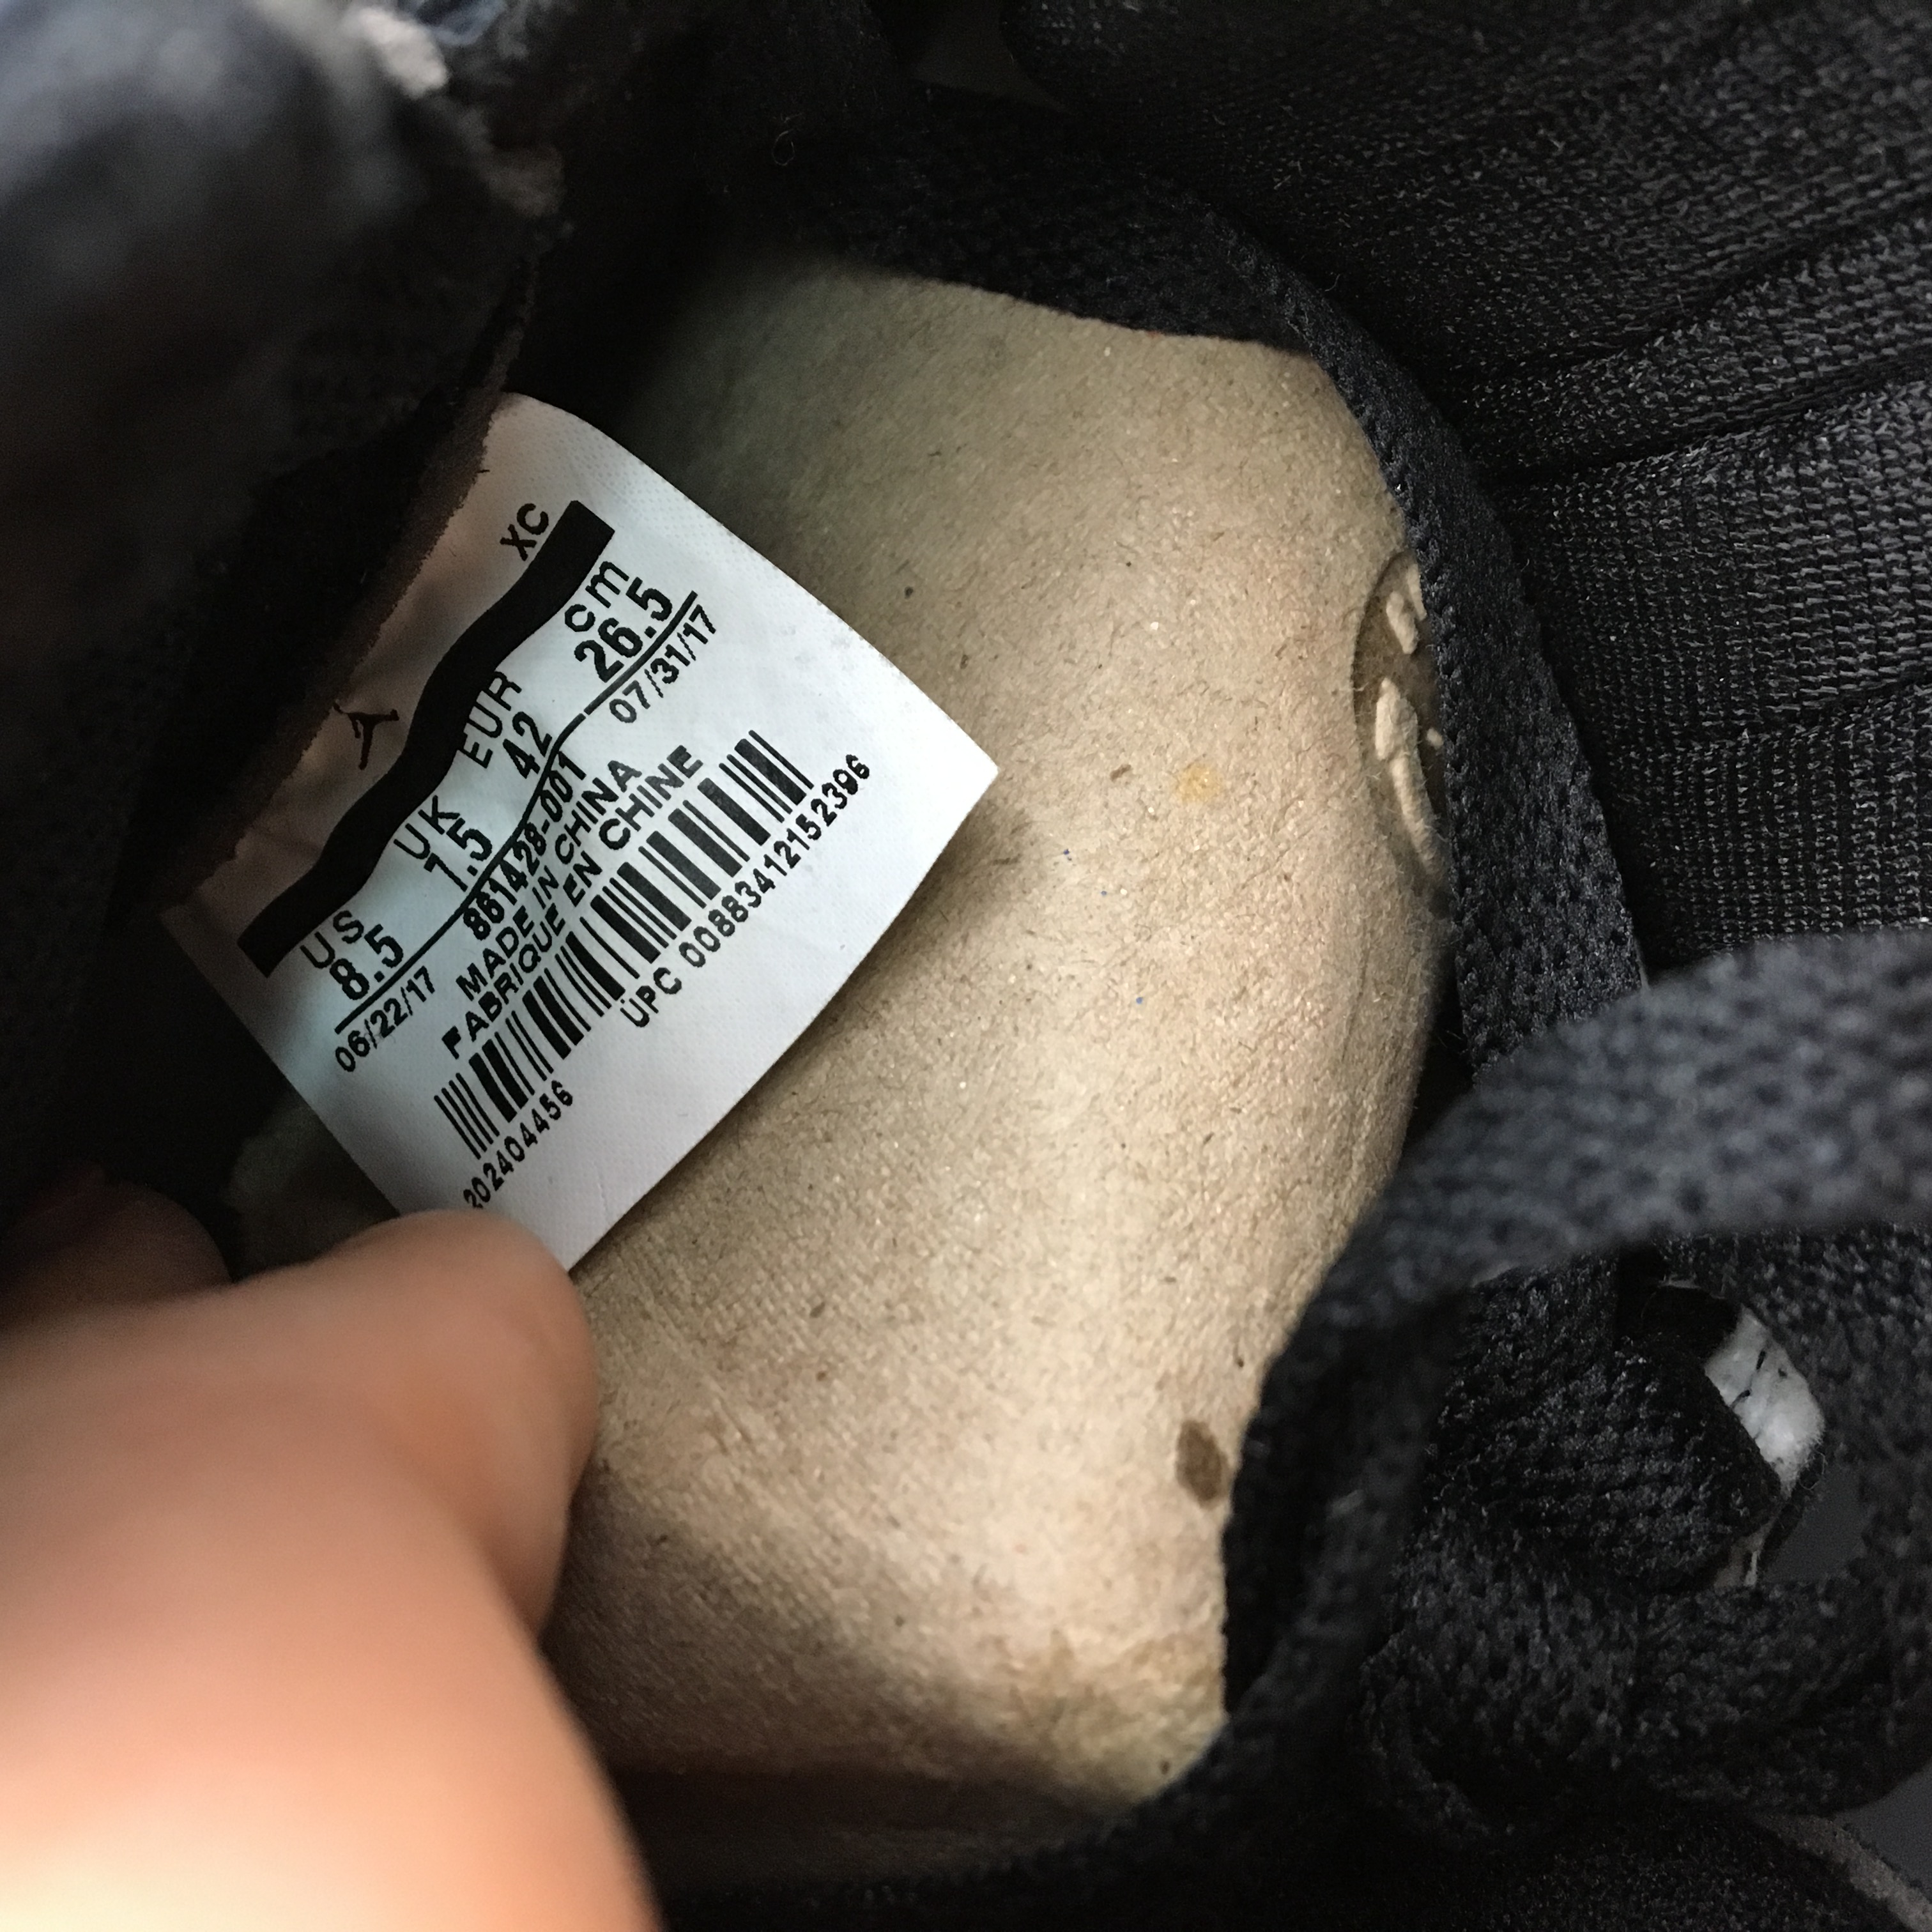 XC
US UK EUR cm
8.5 7.5 42 26.5
06/22/17 861428-001 07/31/17
MADE IN CHINA
FABRIQUE EN CHINE
UPC 00883412152396